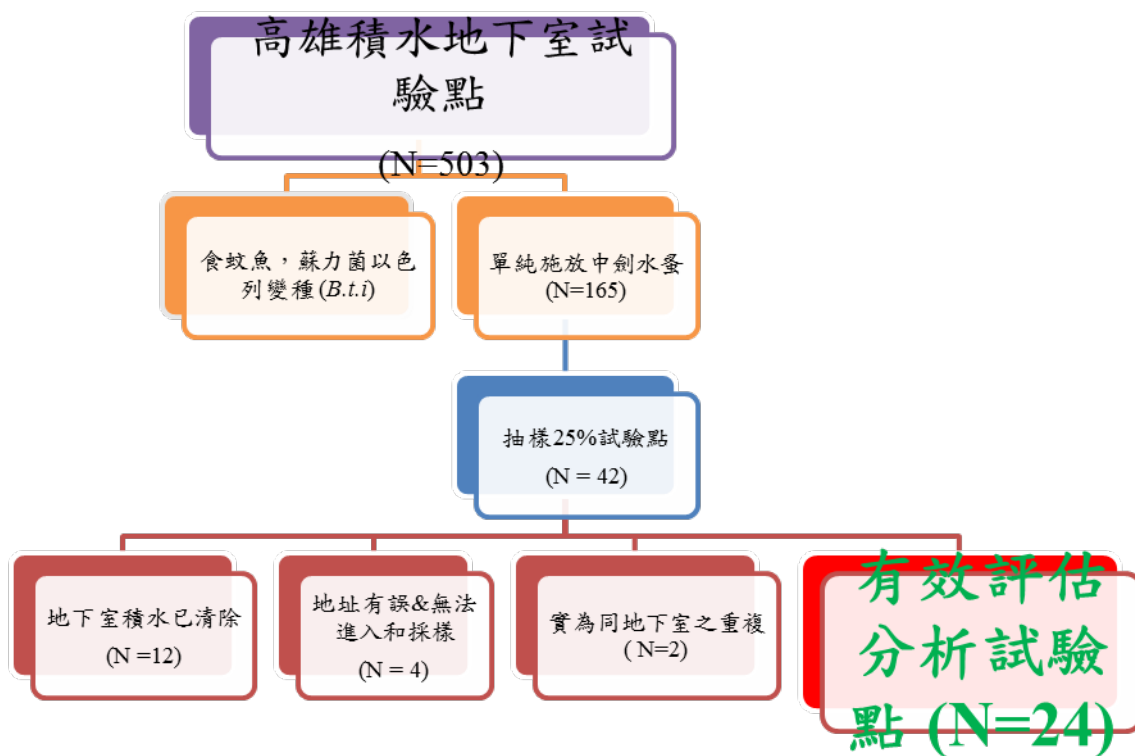 高雄積水地下室試
驗點
(N=503)
食蚊魚，蘇力菌以色
列變種(B.t.i)
單純施放中劍水蚤
(N=165)
抽樣25%試驗點
(N = 42)
地下室積水已清除
(N =12)
地址有誤&無法
進入和採樣
(N = 4)
實為同地下室之重複
( N=2)
有效評估
分析試驗
點 (N=24)